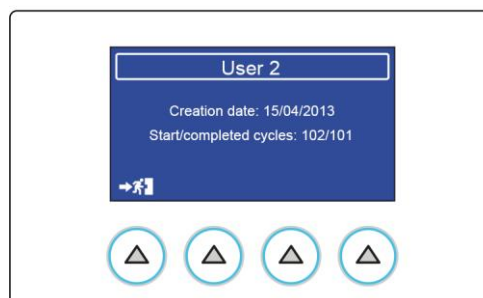 User 2
Creation date: 15/04/2013
Start/completed cycles: 102/101